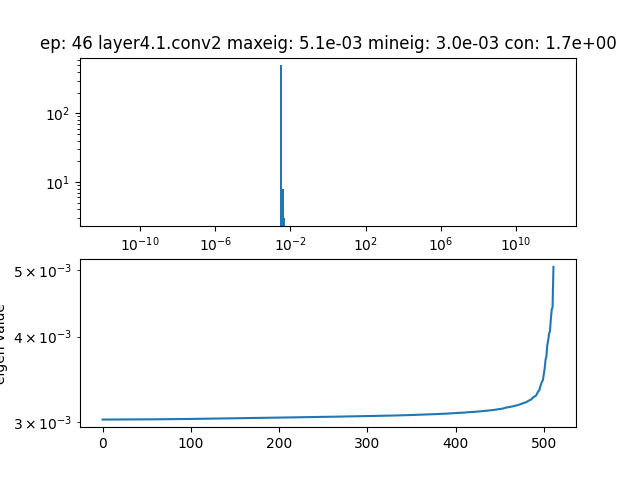 ep: 46 layer4.1.conv2 maxeig: 5.1e-03 mineig: 3.0e-03 con: 1.7e+00
10²
10¹
10⁻¹⁰ 10⁻⁶ 10⁻² 10² 10⁶ 10¹⁰
5 × 10⁻³
4 × 10⁻³
3 × 10⁻³
eigen value
0 100 200 300 400 500